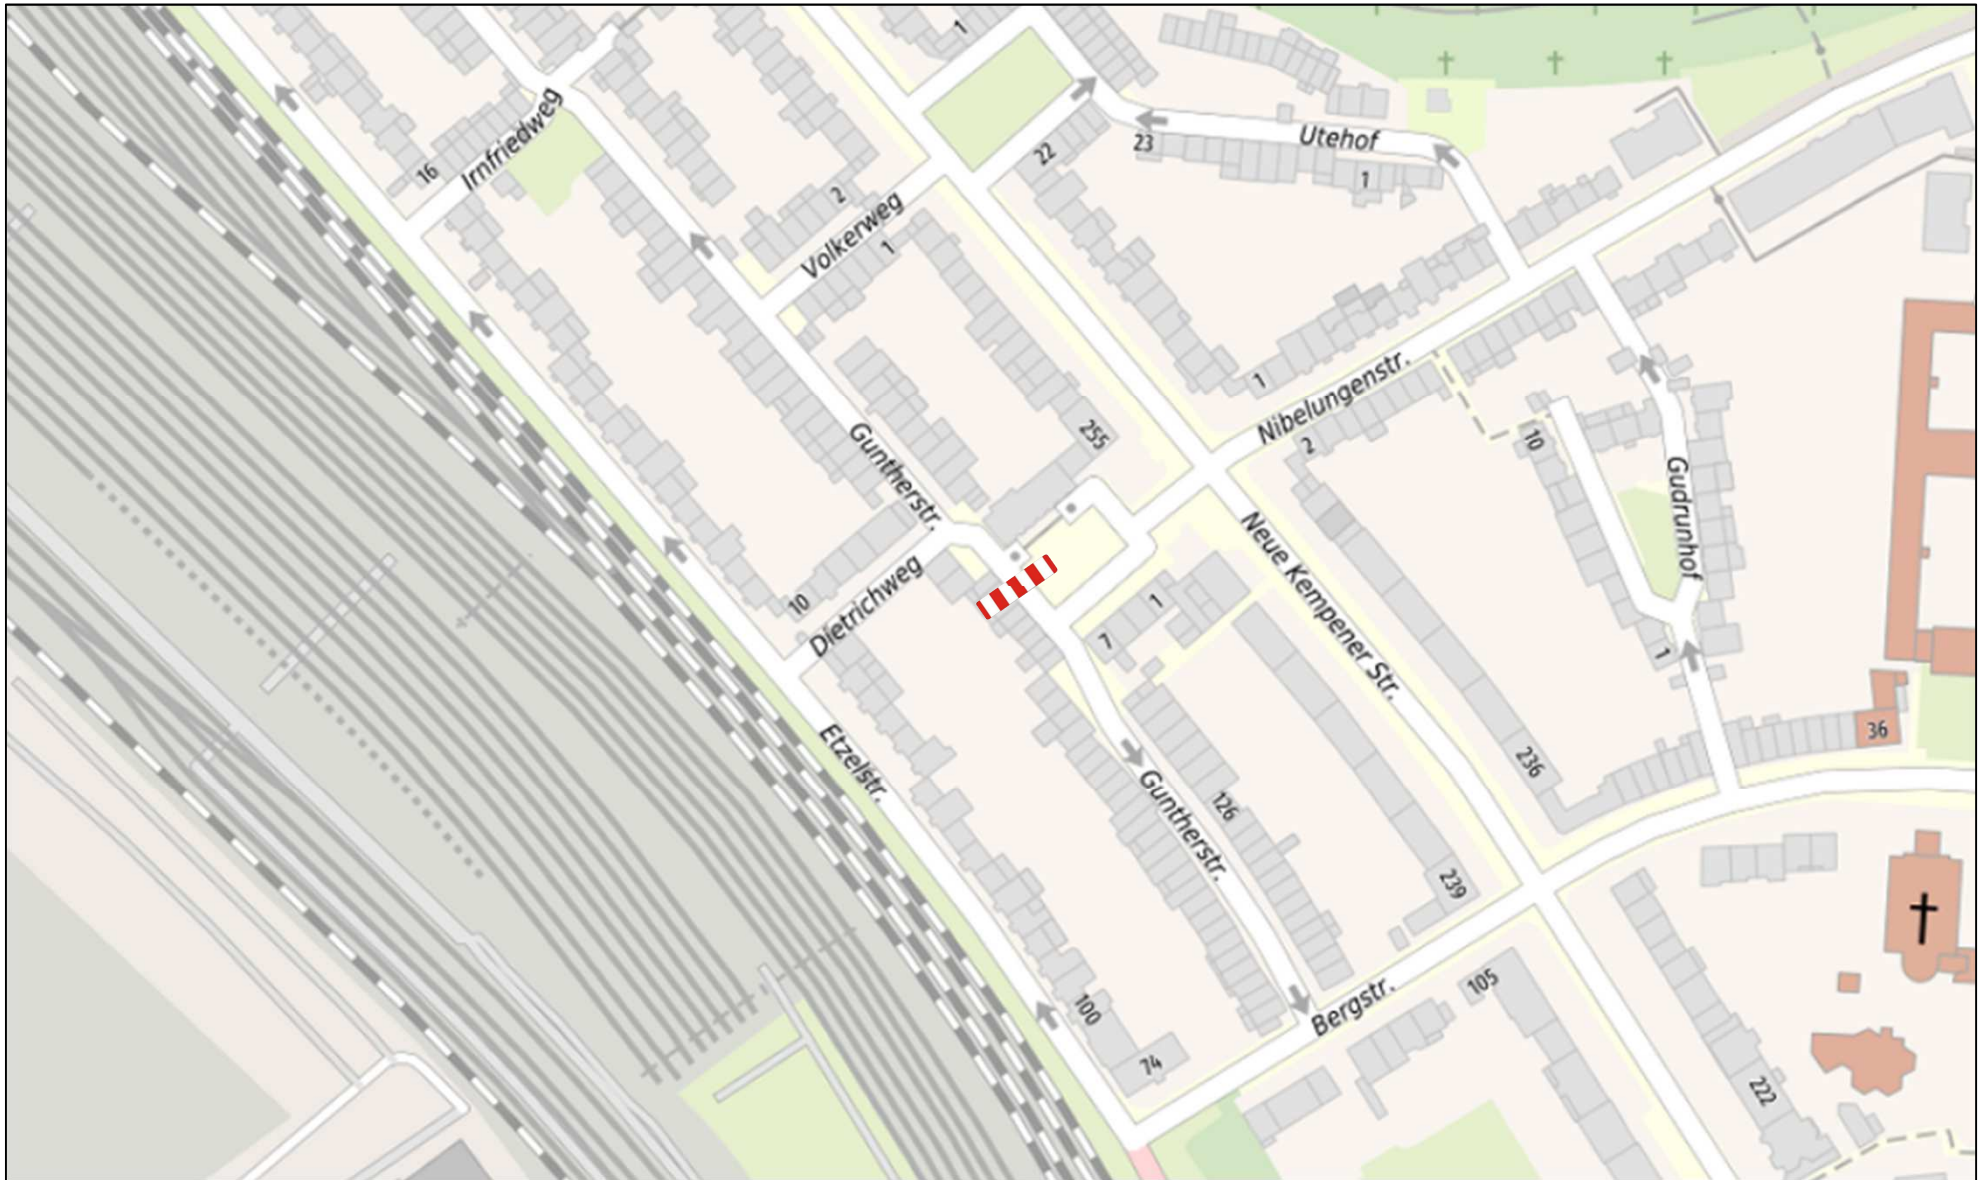 1
Utehof
23
22
1
16
Irnfriedweg
2
Volkerweg
1
1
Nibelungenstr.
2
255
10
Guntherstr.
Gudrunhof
Neue Kempener Str.
10
Dietrichweg
1
7
1
Etzelstr.
36
236
Guntherstr.
126
239
105
Bergstr.
100
74
222